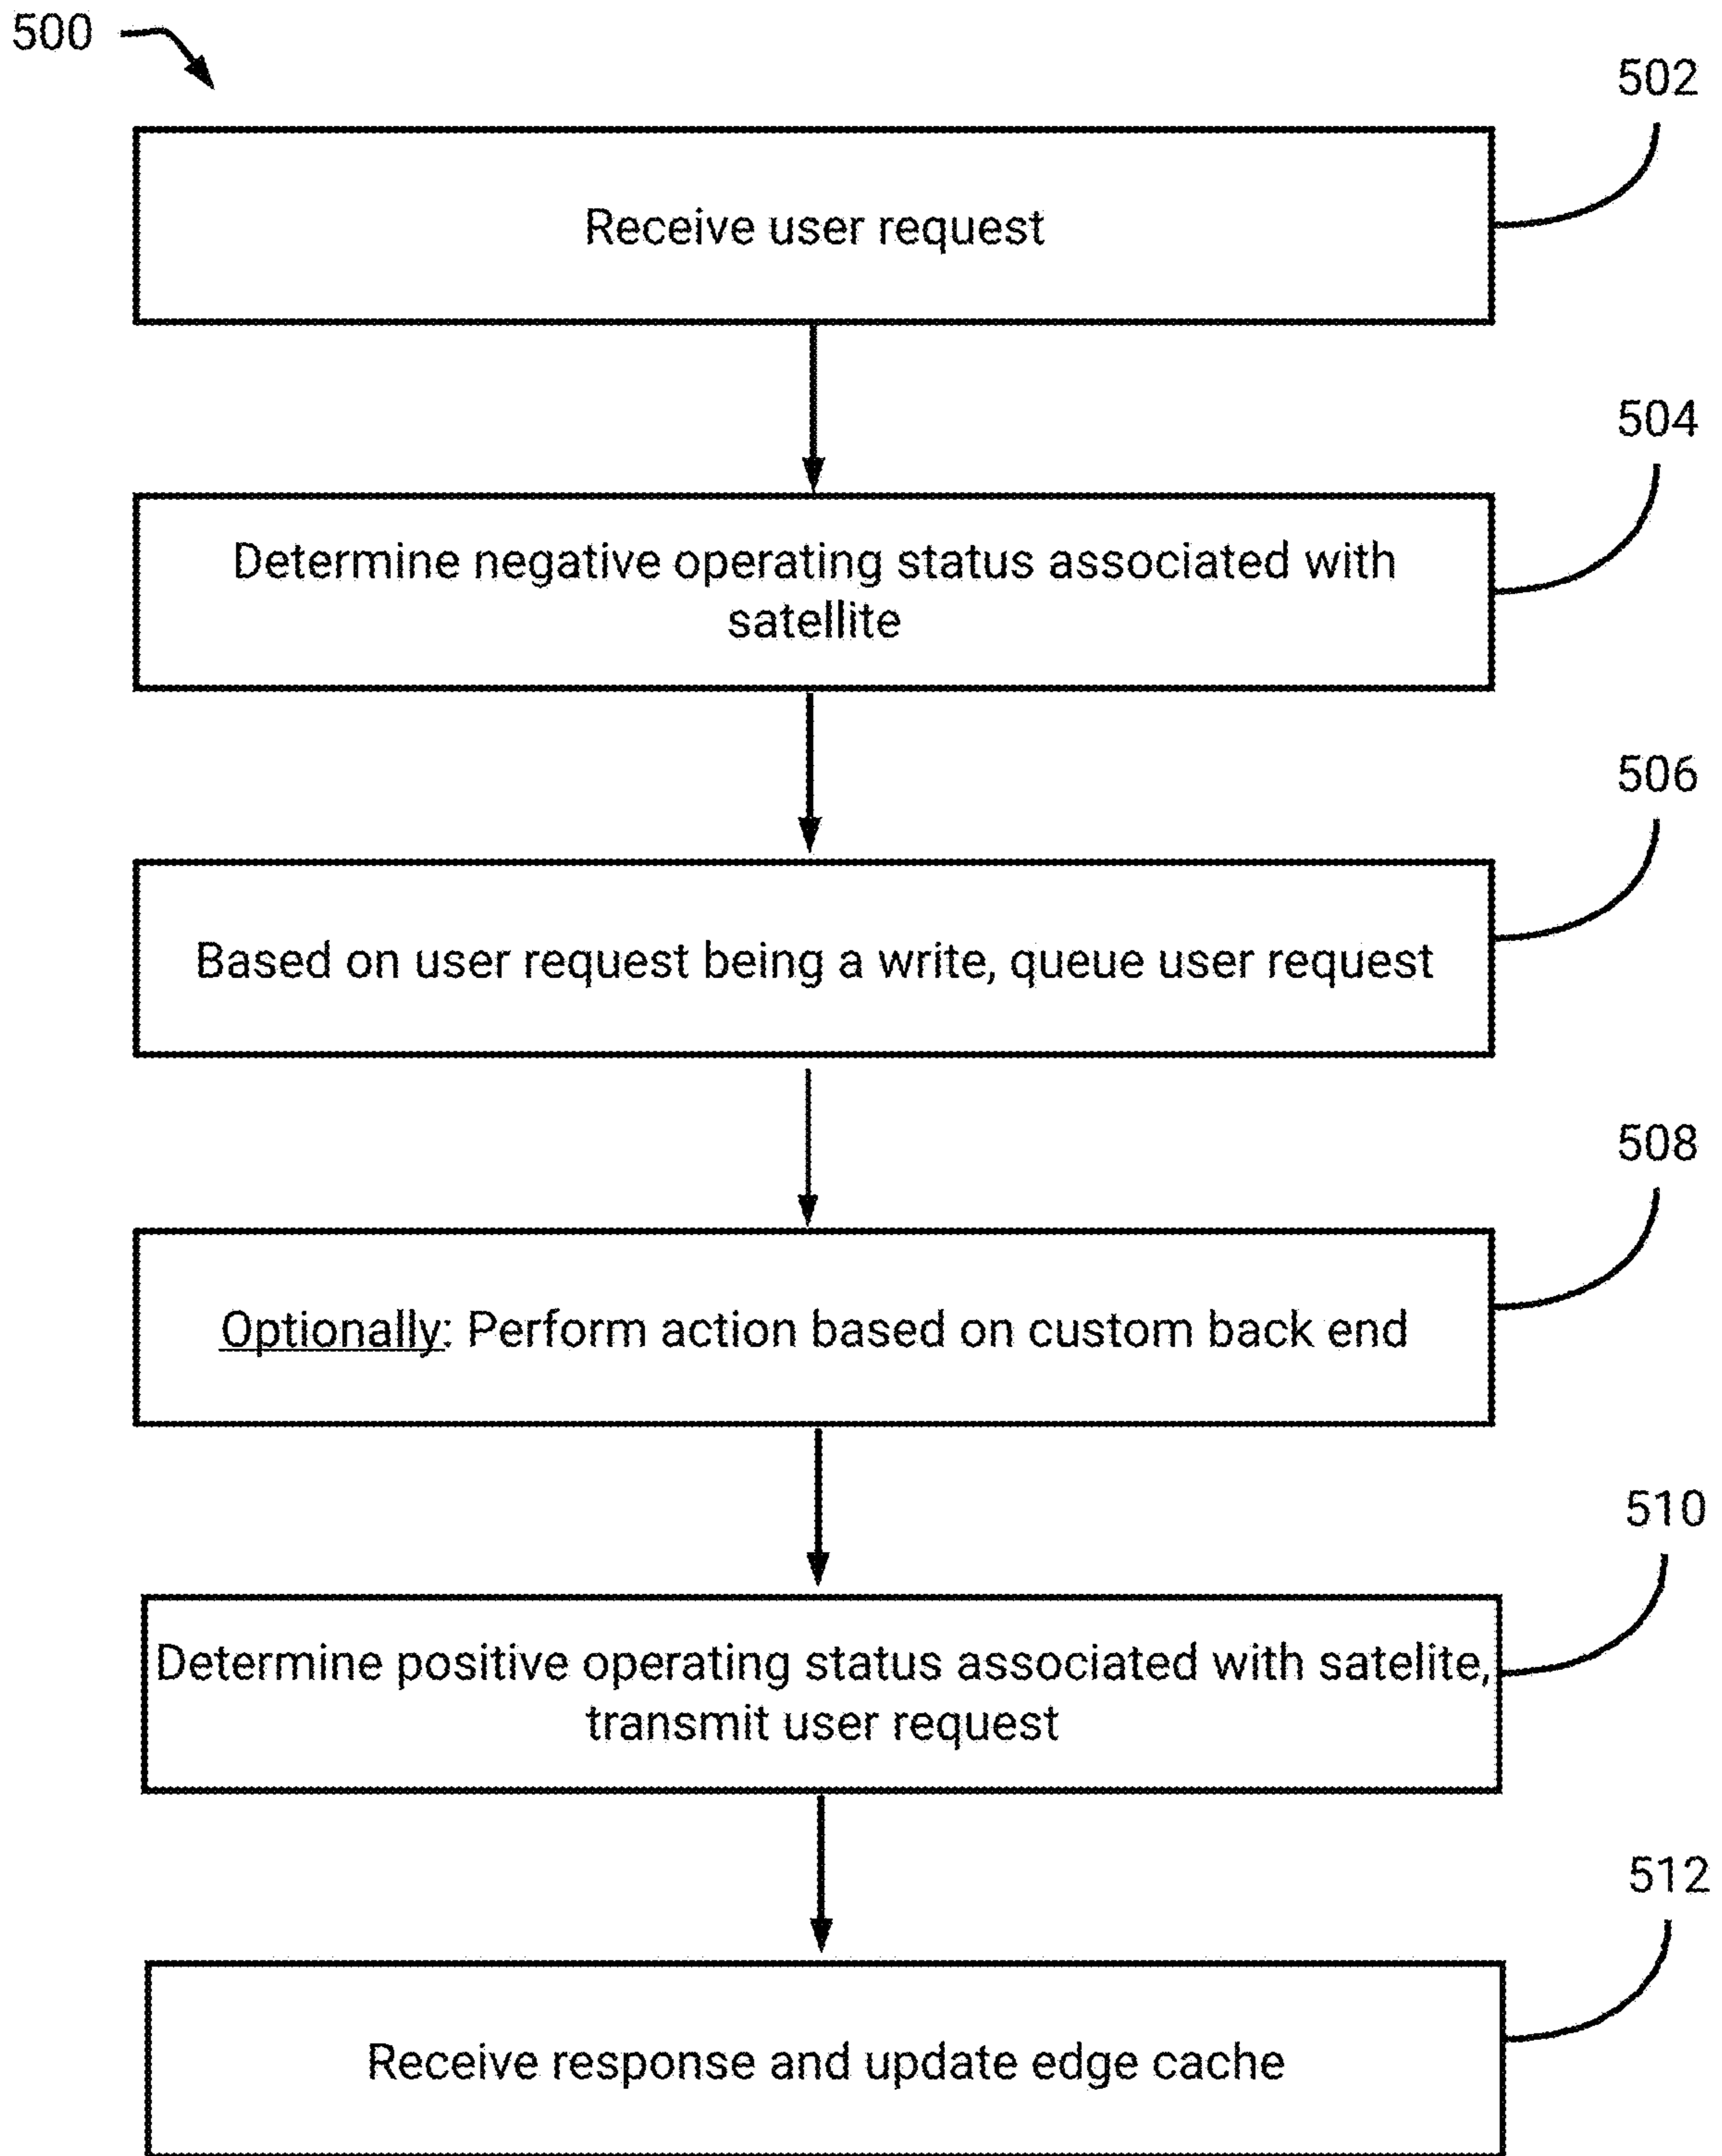 500
502
Receive user request
504
Determine negative operating status associated with
satellite
506
Based on user request being a write, queue user request
508
Optionally: Perform action based on custom back end
510
Determine positive operating status associated with satelite,
transmit user request
512
Receive response and update edge cache